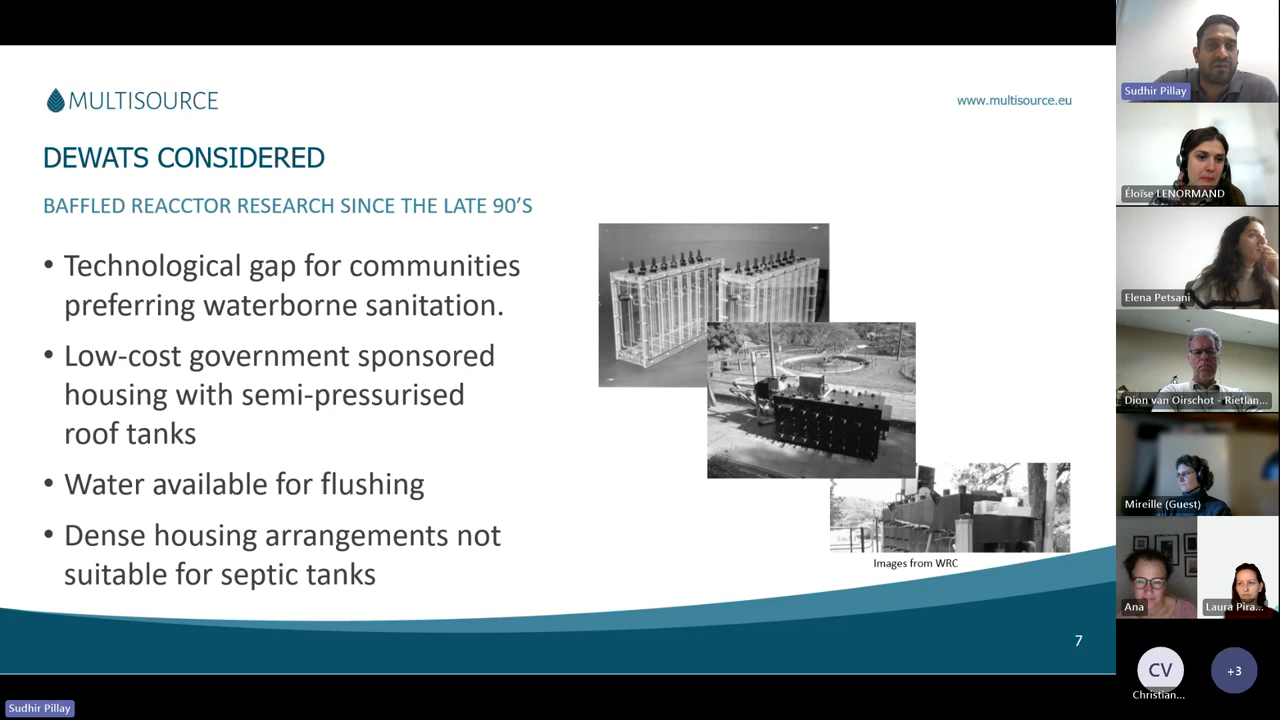 MULTISOURCE
www.multisource.eu
DEWATS CONSIDERED
BAFFLED REACCTOR RESEARCH SINCE THE LATE 90'S
• Technological gap for communities
preferring waterborne sanitation.
• Low-cost government sponsored
housing with semi-pressurised
roof tanks
• Water available for flushing
• Dense housing arrangements not
suitable for septic tanks
Images from WRC
7
Sudhir Pillay
Sudhir Pillay
Éloïse LENORMAND
Elena Petsani
Dion van Oirschot - Rietlan...
Mireille (Guest)
Ana
Laura Pira...
CV
Christian...
+3